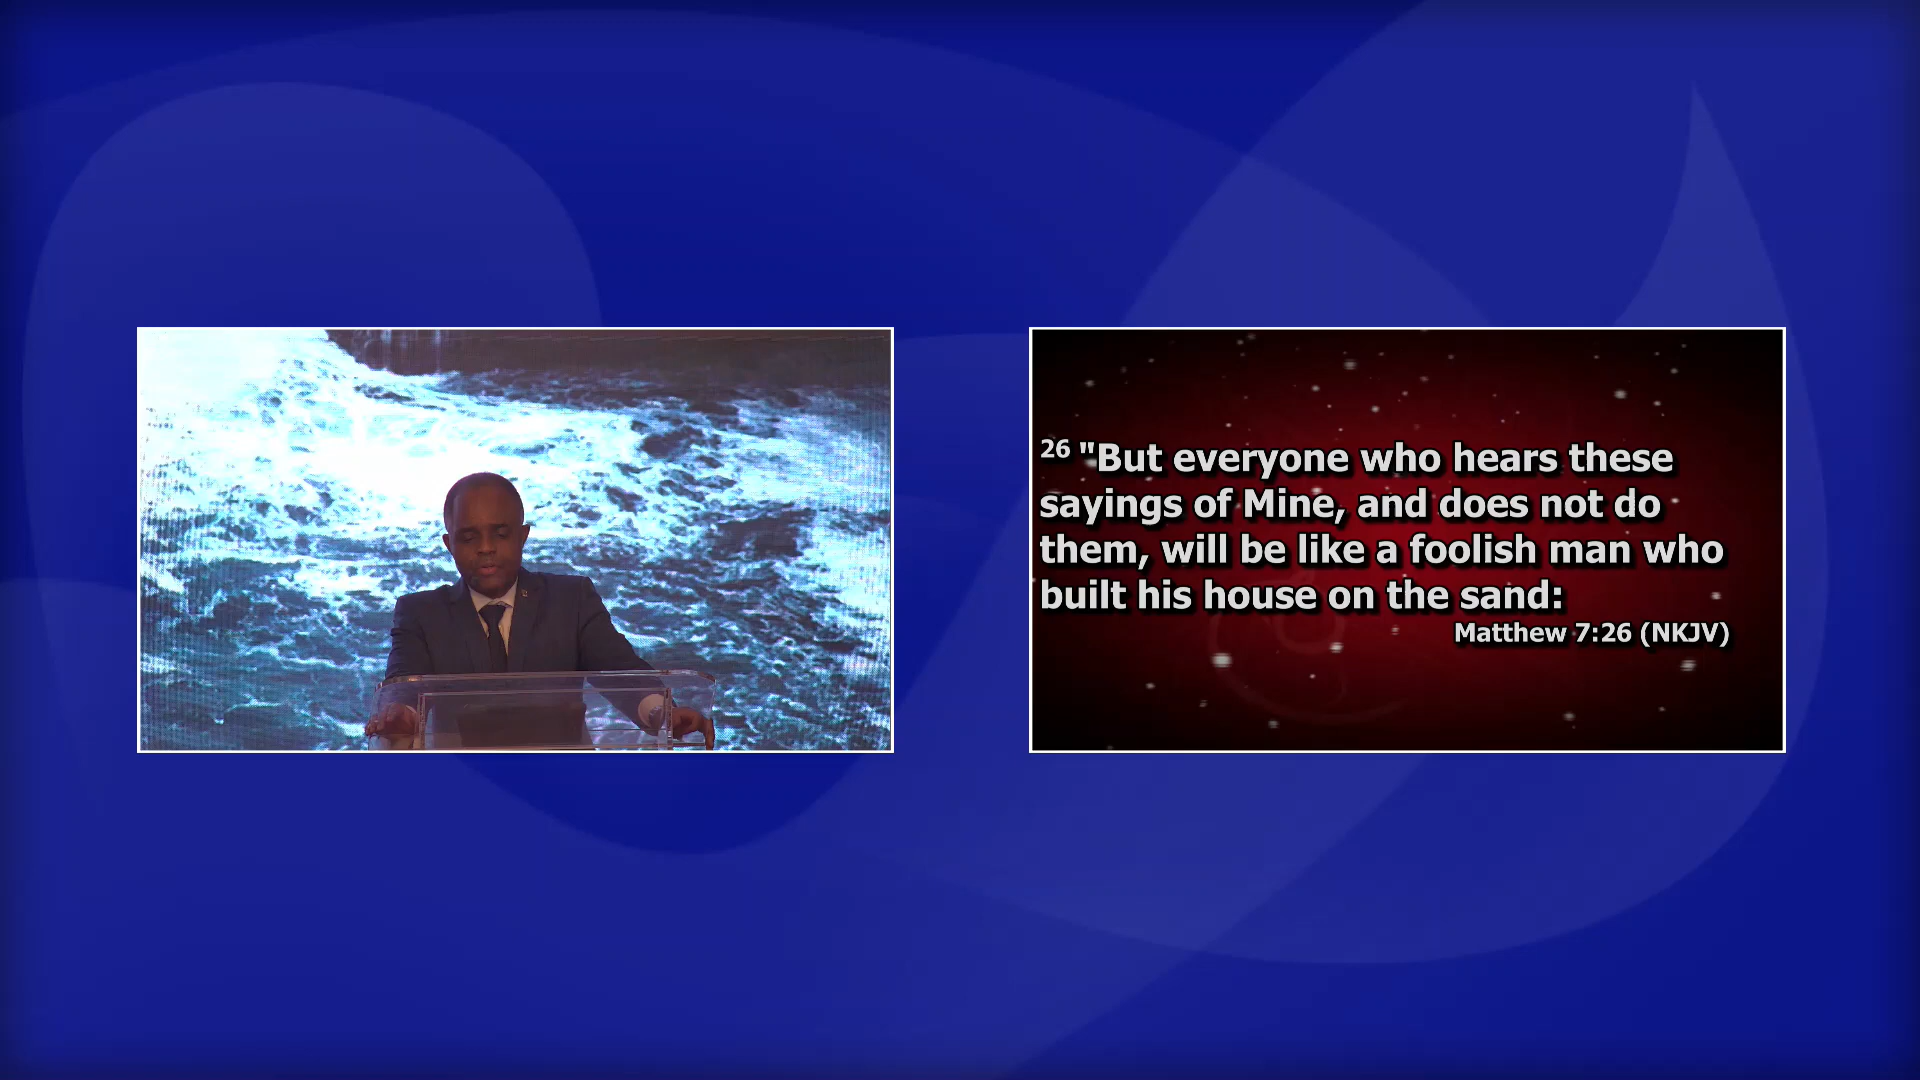 26 "But everyone who hears these
sayings of Mine, and does not do
them, will be like a foolish man who
built his house on the sand:
Matthew 7:26 (NKJV)